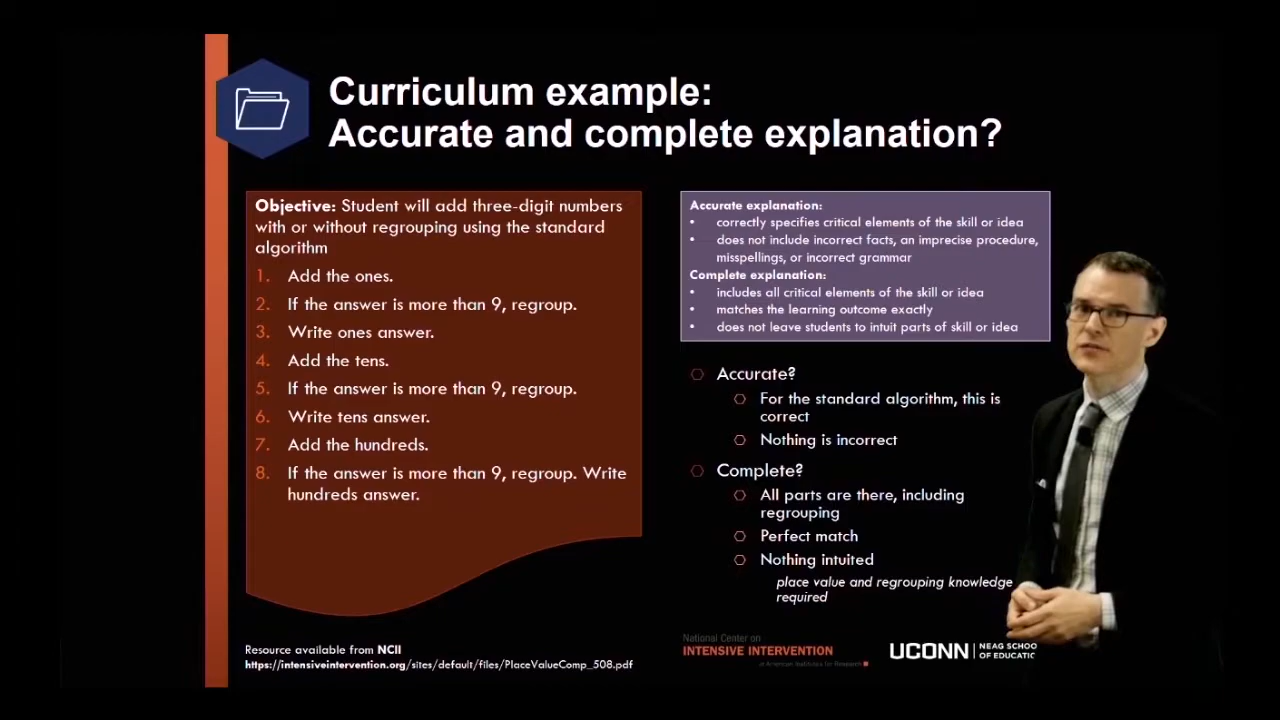 Curriculum example:
Accurate and complete explanation?
Objective: Student will add three-digit numbers
with or without regrouping using the standard
algorithm
1. Add the ones.
2. If the answer is more than 9, regroup.
3. Write ones answer.
4. Add the tens.
5. If the answer is more than 9, regroup.
6. Write tens answer.
7. Add the hundreds.
8. If the answer is more than 9, regroup. Write
hundreds answer.
Resource available from NCII
https://intensiveintervention.org/sites/default/files/PlaceValueComp_508.pdf
Accurate explanation:
• correctly specifies critical elements of the skill or idea
• does not include incorrect facts, an imprecise procedure,
misspellings, or incorrect grammar
Complete explanation:
• includes all critical elements of the skill or idea
• matches the learning outcome exactly
• does not leave students to intuit parts of skill or idea
Accurate?
For the standard algorithm, this is
correct
Nothing is incorrect
Complete?
All parts are there, including
regrouping
Perfect match
Nothing intuited
place value and regrouping knowledge
required
National Center on
INTENSIVE INTERVENTION
at American Institutes for Research
UCONN | NEAG SCHOO
OF EDUCATIC